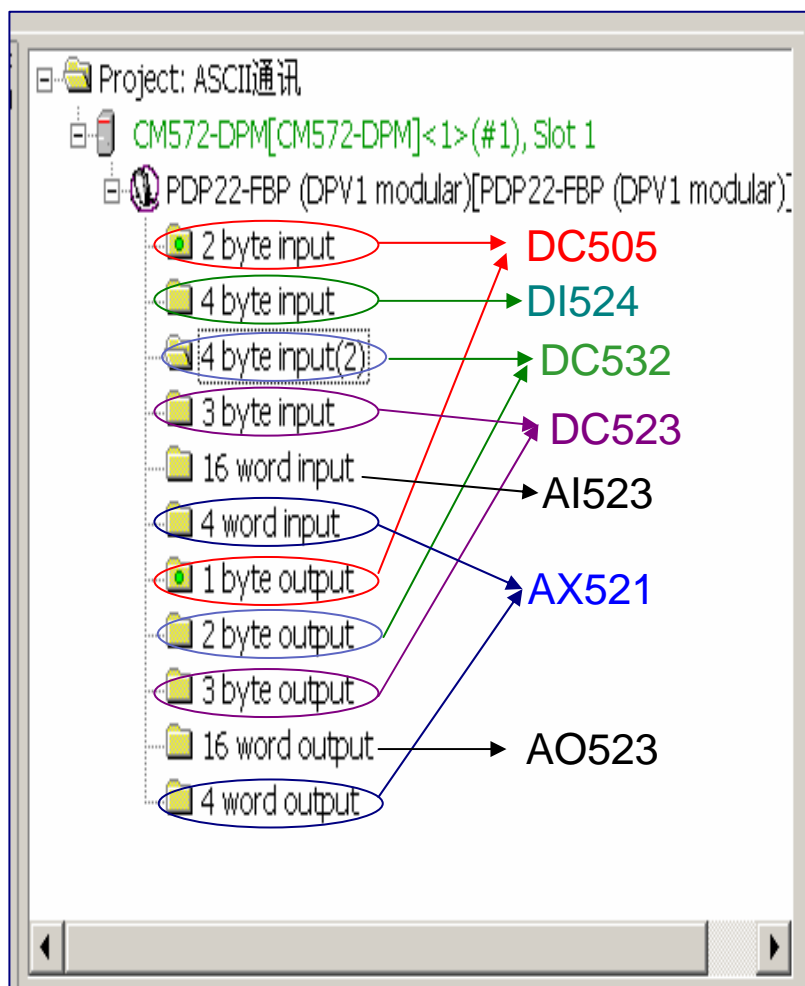 Project: ASCII通讯
CM572-DPM[CM572-DPM]<1>(#1), Slot 1
PDP22-FBP (DPV1 modular)[PDP22-FBP (DPV1 modular)]
2 byte input DC505
4 byte input DI524
4 byte input(2) DC532
3 byte input DC523
16 word input AI523
4 word input
1 byte output AX521
2 byte output
3 byte output
16 word output AO523
4 word output